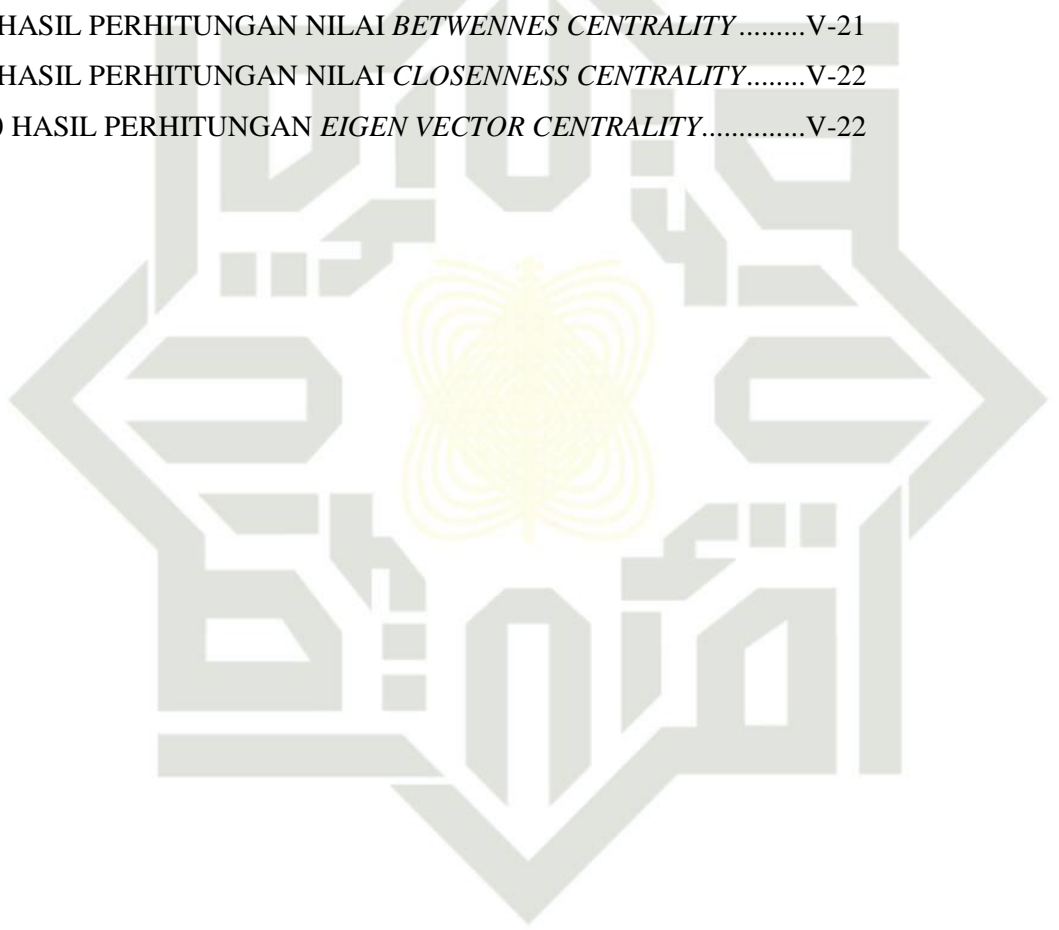 HASIL PERHITUNGAN NILAI BETWENNES CENTRALITY .........V-21
HASIL PERHITUNGAN NILAI CLOSENNESS CENTRALITY........V-22
HASIL PERHITUNGAN EIGEN VECTOR CENTRALITY..............V-22